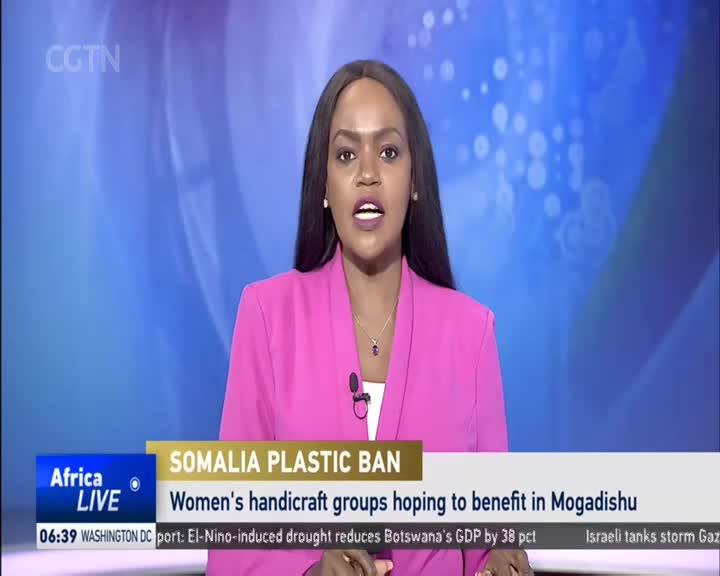 CGTN
SOMALIA PLASTIC BAN
Africa
LIVE
Women's handicraft groups hoping to benefit in Mogadishu
06:39 WASHINGTON DC
port: El-Nino-induced drought reduces Botswana's GDP by 38 pct
Israeli tanks storm Gaz